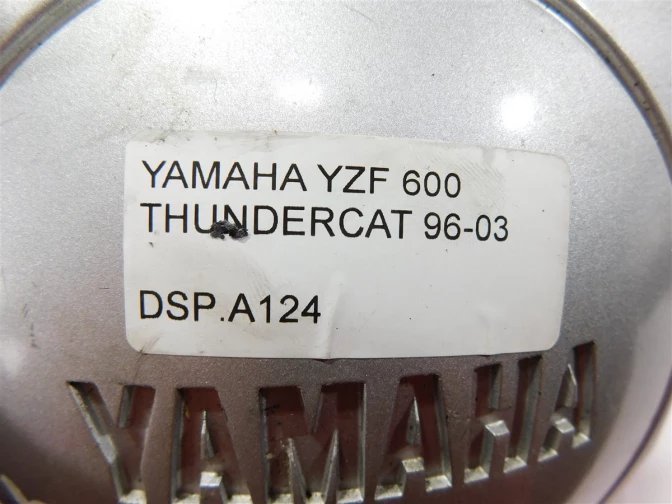 YAMAHA YZF 600
THUNDERCAT 96-03
DSP.A124
YAMAHA